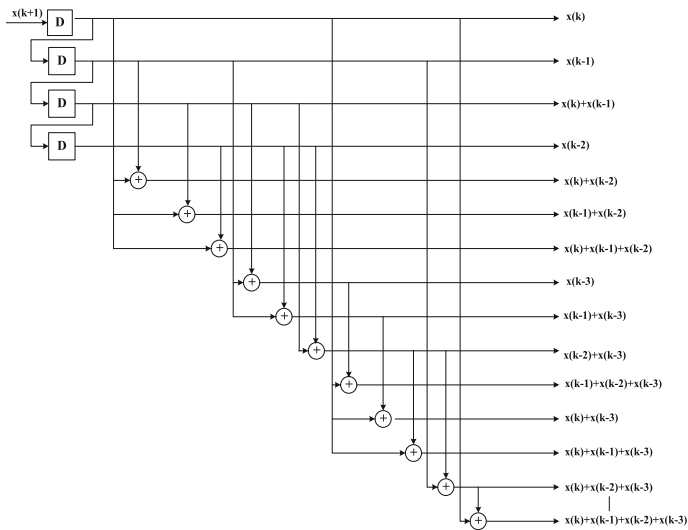 x(k+1)
D
x(k)
D
x(k-1)
D
x(k)+x(k-1)
D
x(k-2)
+
x(k)+x(k-2)
+
x(k-1)+x(k-2)
+
x(k)+x(k-1)+x(k-2)
+
x(k-3)
+
x(k-1)+x(k-3)
+
x(k-2)+x(k-3)
+
x(k-1)+x(k-2)+x(k-3)
+
x(k)+x(k-3)
+
x(k)+x(k-1)+x(k-3)
+
x(k)+x(k-2)+x(k-3)
+
x(k)+x(k-1)+x(k-2)+x(k-3)